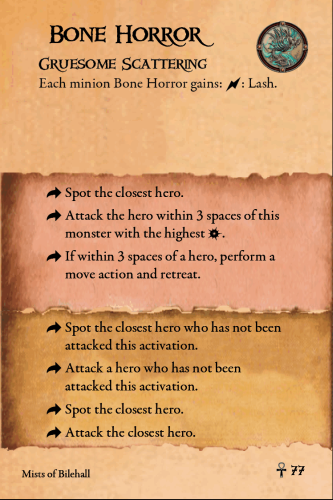 Bone Horror
Gruesome Scattering
Each minion Bone Horror gains: : Lash.
Spot the closest hero.
Attack the hero within 3 spaces of this
monster with the highest .
If within 3 spaces of a hero, perform a
move action and retreat.
Spot the closest hero who has not been
attacked this activation.
Attack a hero who has not been
attacked this activation.
Spot the closest hero.
Attack the closest hero.
Mists of Bilehall
77